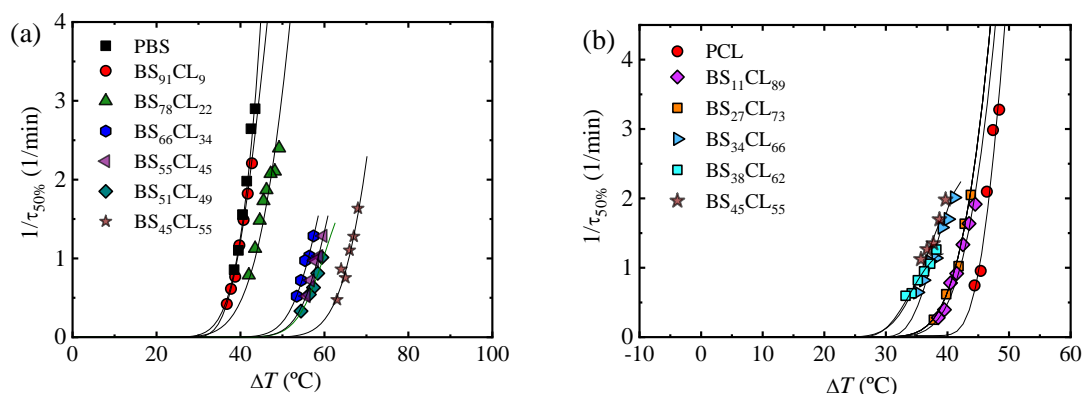 (a)
PBS
BS₉₁CL₉
BS₇₈CL₂₂
BS₆₆CL₃₄
BS₅₅CL₄₅
BS₅₁CL₄₉
BS₄₅CL₅₅
1/τ₅₀% (1/min)
4
3
2
1
0
0 20 40 60 80 100
ΔT (ºC)
(b)
PCL
BS₁₁CL₈₉
BS₂₇CL₇₃
BS₃₄CL₆₆
BS₃₈CL₆₂
BS₄₅CL₅₅
1/τ₅₀% (1/min)
4
3
2
1
0
-10 0 10 20 30 40 50 60
ΔT (ºC)